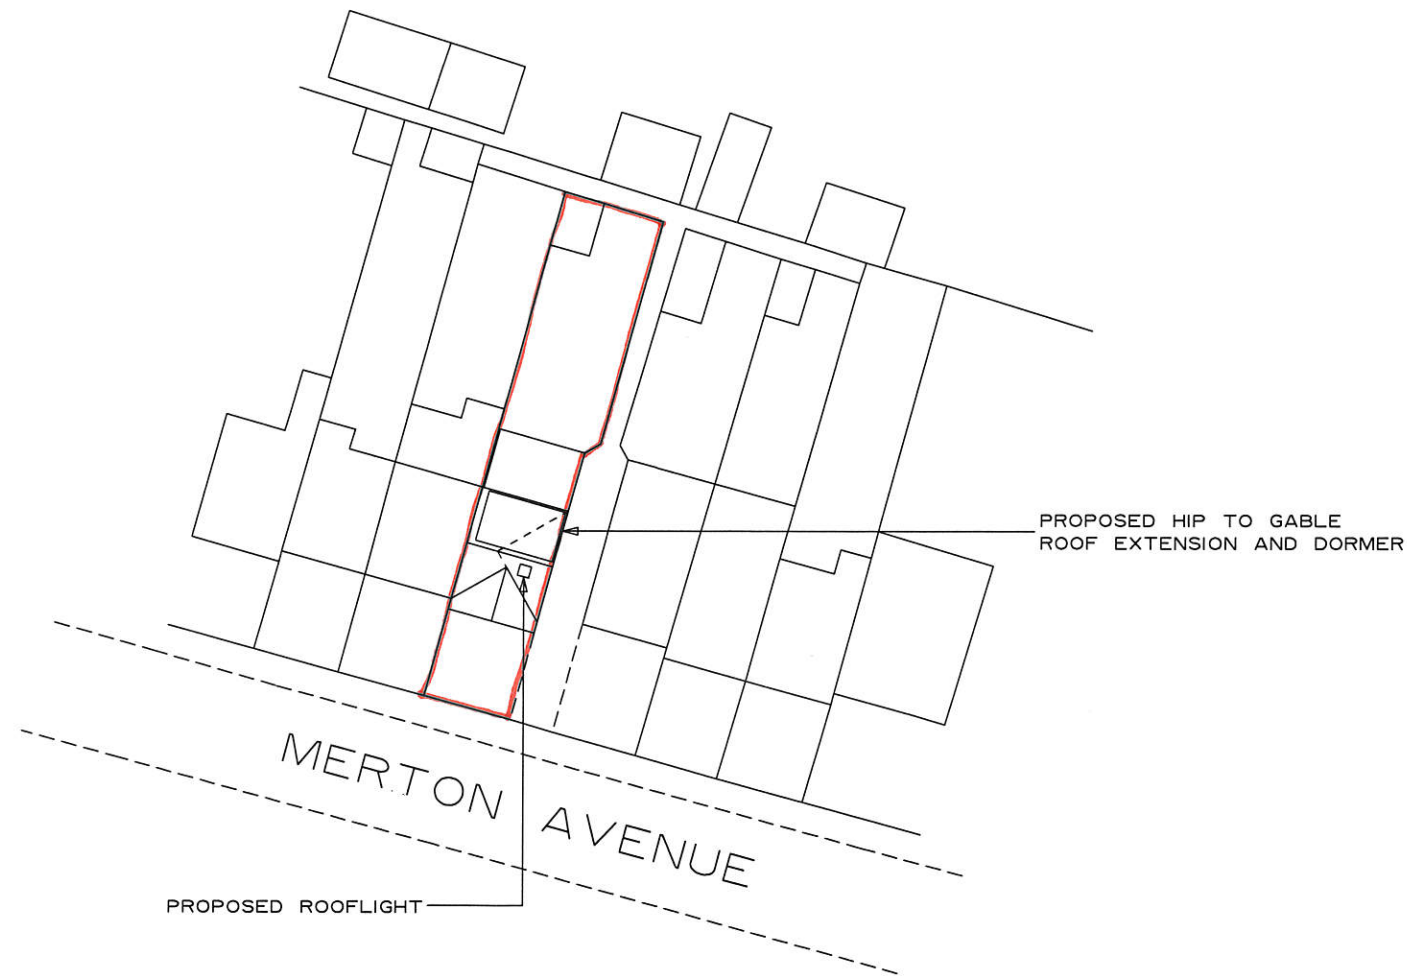 PROPOSED HIP TO GABLE
ROOF EXTENSION AND DORMER
MERTON AVENUE
PROPOSED ROOFLIGHT